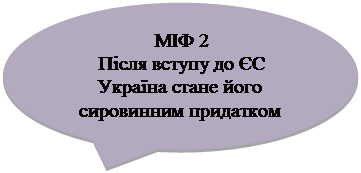 МІФ 2
Після вступу до ЄС
Україна стане його
сировинним придатком